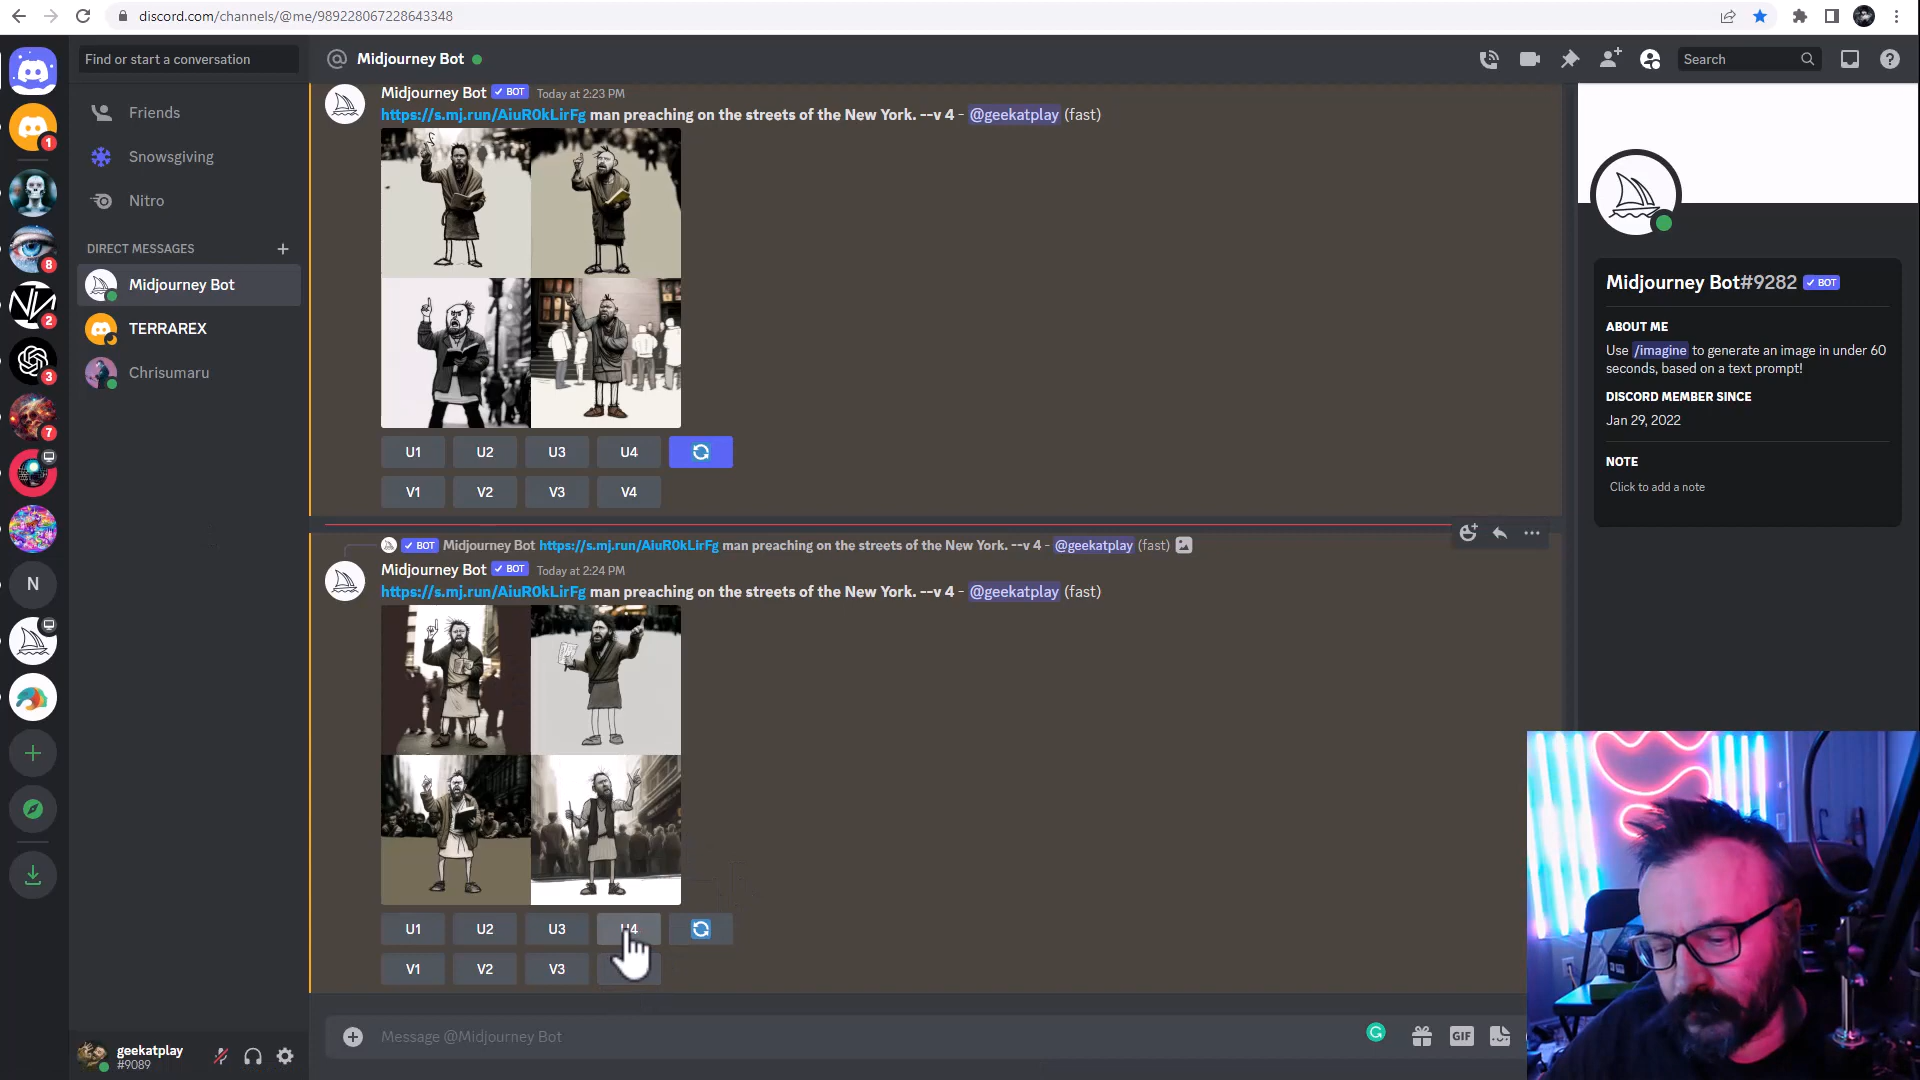 discord.com/channels/@me/989228067228643348
Find or start a conversation
Midjourney Bot
Search
Friends
Snowsgiving
Nitro
DIRECT MESSAGES
Midjourney Bot
TERRAREX
Chrisumaru
1
8
2
3
7
N
Midjourney Bot BOT Today at 2:23 PM
https://s.mj.run/AiuR0kLirFg man preaching on the streets of the New York. --v 4 - @geekatplay (fast)
U1 U2 U3 U4
V1 V2 V3 V4
BOT Midjourney Bot https://s.mj.run/AiuR0kLirFg man preaching on the streets of the New York. --v 4 - @geekatplay (fast)
Midjourney Bot BOT Today at 2:24 PM
https://s.mj.run/AiuR0kLirFg man preaching on the streets of the New York. --v 4 - @geekatplay (fast)
U1 U2 U3 U4
V1 V2 V3
Message @Midjourney Bot
GIF
geekatplay
#9089
Midjourney Bot#9282 BOT
ABOUT ME
Use /imagine to generate an image in under 60
seconds, based on a text prompt!
DISCORD MEMBER SINCE
Jan 29, 2022
NOTE
Click to add a note